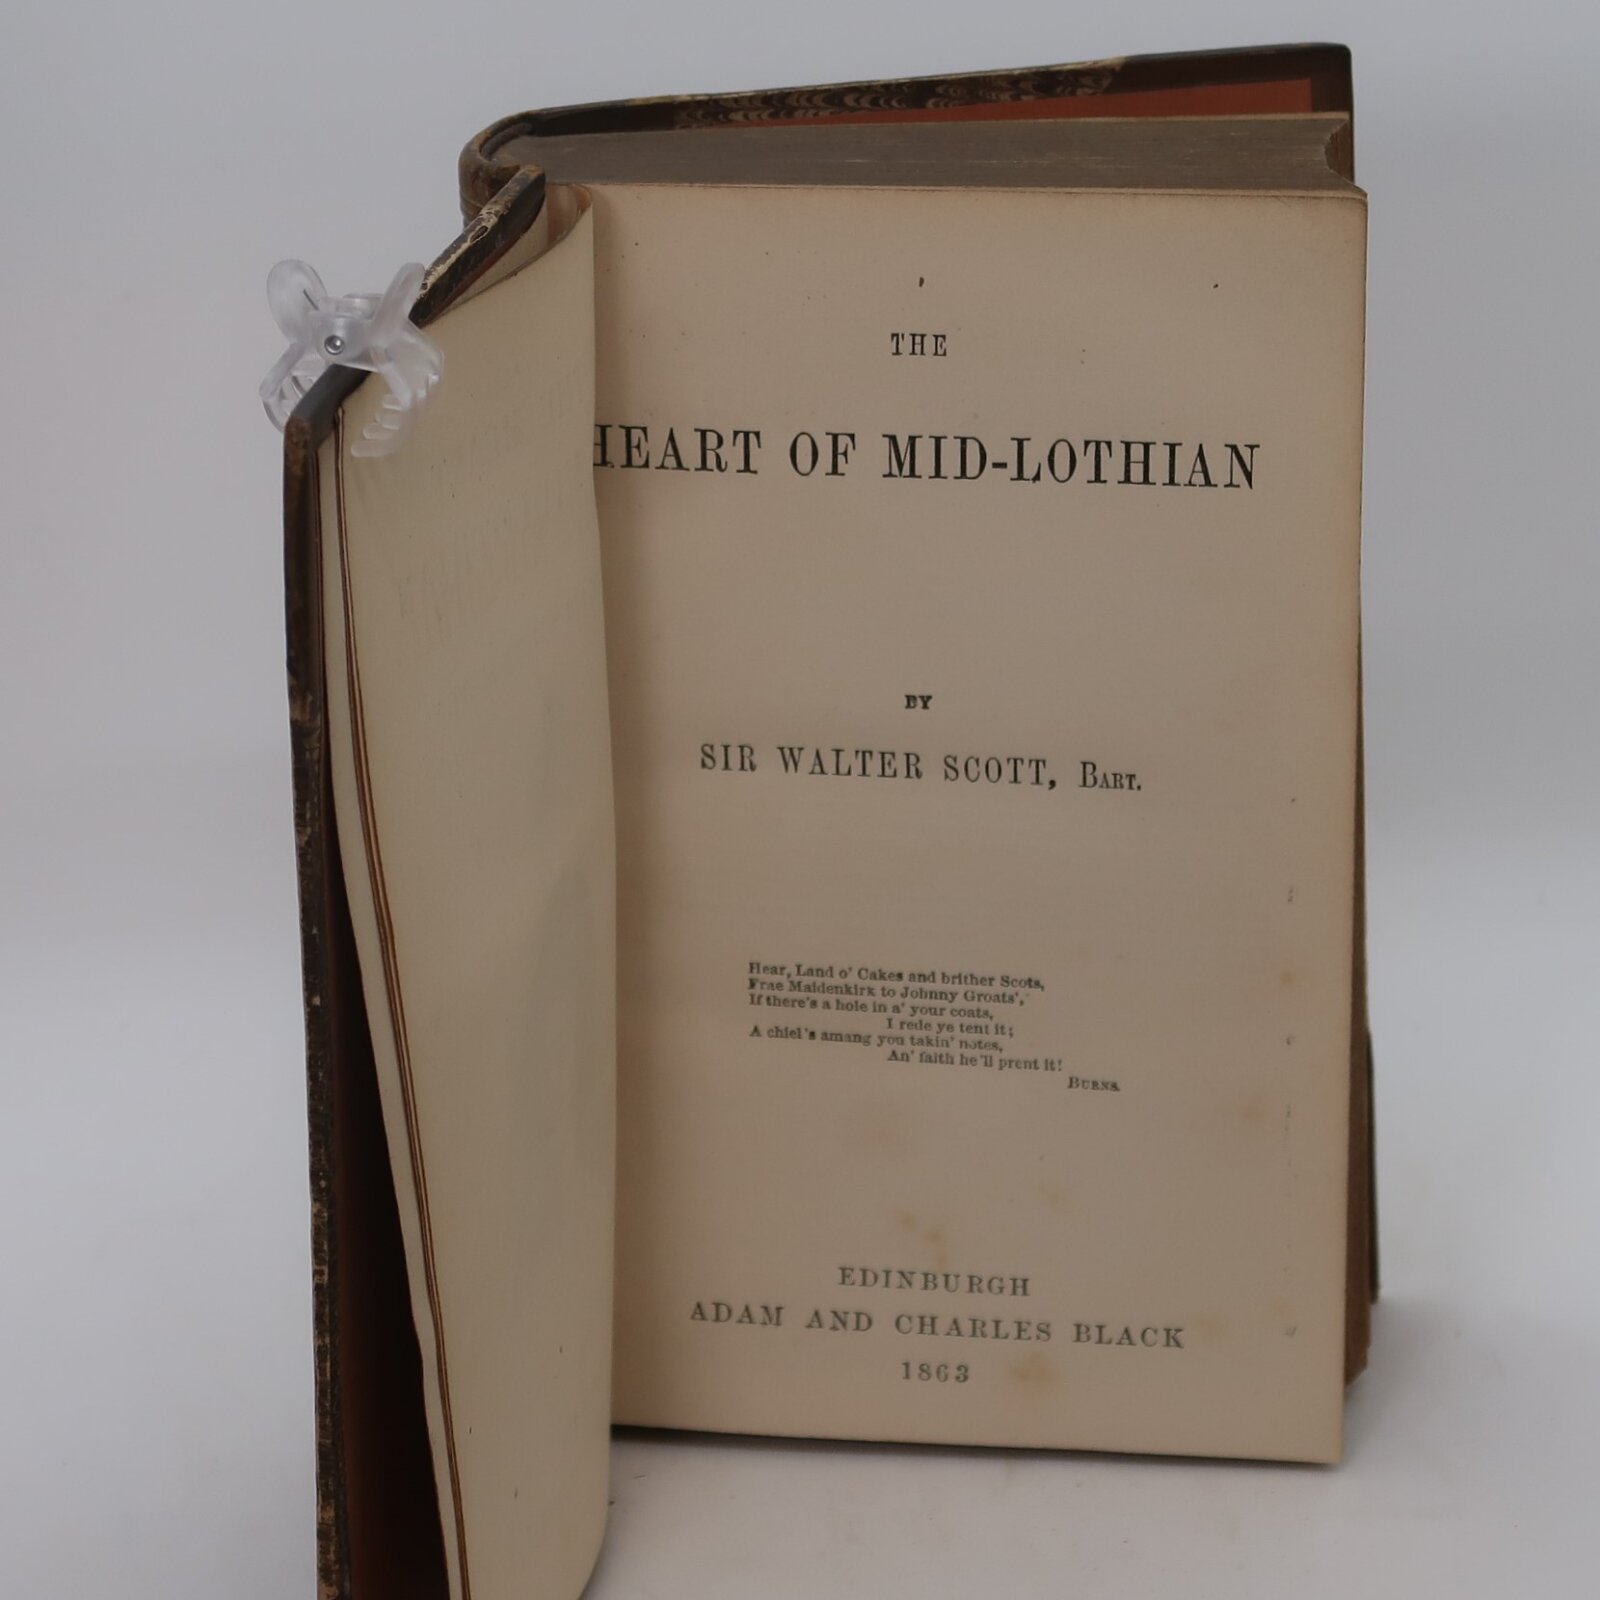 THE
HEART OF MID-LOTHIAN
BY
SIR WALTER SCOTT, BART.
Hear, Land o' Cakes and brither Scots,
Frae Maidenkirk to Johnny Groats',
If there's a hole in a' your coats,
I rede ye tent it;
A chiel's amang you takin' notes,
An' faith he'll prent it!
BURNS.
EDINBURGH
ADAM AND CHARLES BLACK
1863